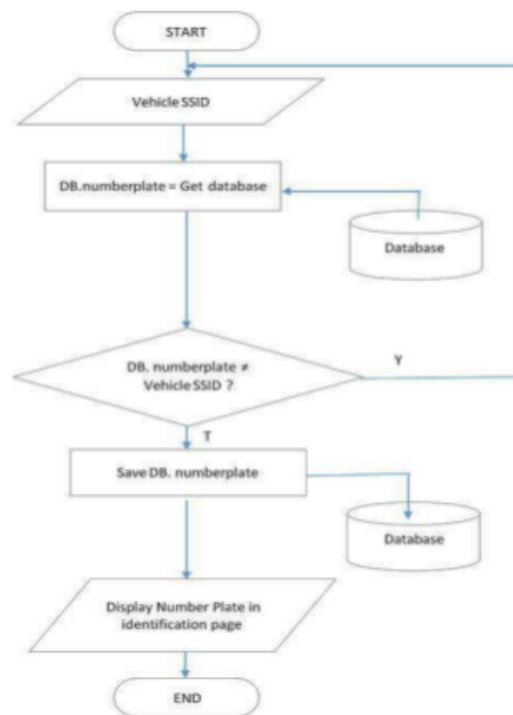 START
Vehicle SSID
DB.numberplate = Get database
Database
DB. numberplate ≠
Vehicle SSID ?
Y
T
Save DB. numberplate
Database
Display Number Plate in
identification page
END